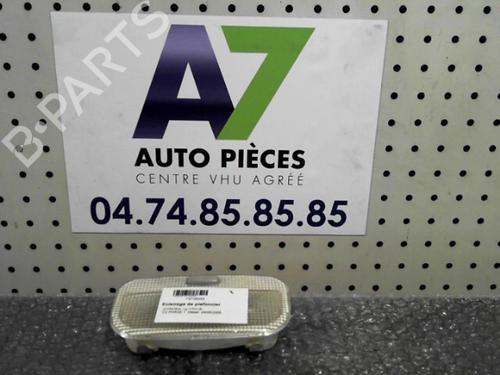 B-PARTS
A7
AUTO PIÈCES
CENTRE VHU AGRÉÉ
04.74.85.85.85
Eclairage de plafonnier